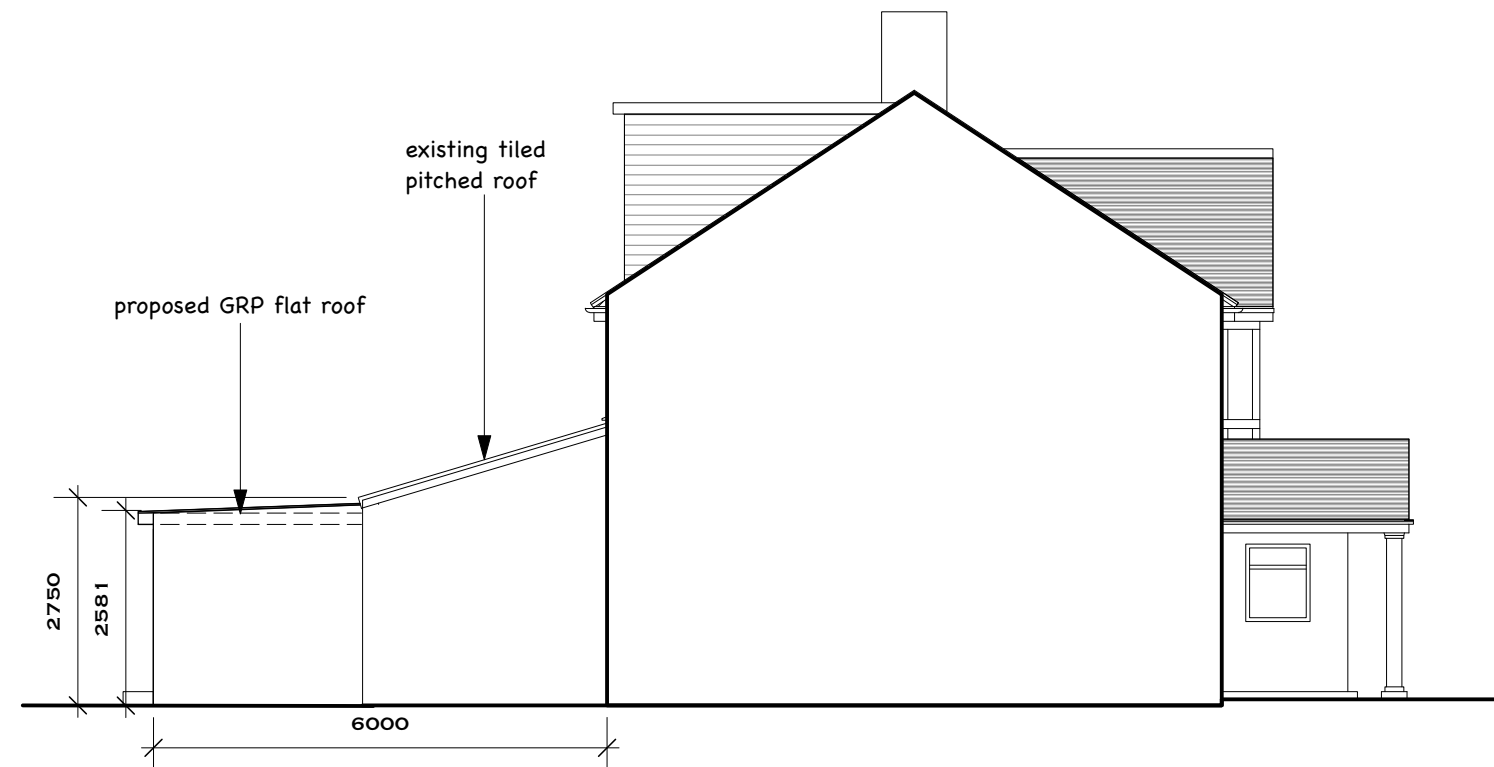 existing tiled
pitched roof
proposed GRP flat roof
2750
2581
6000